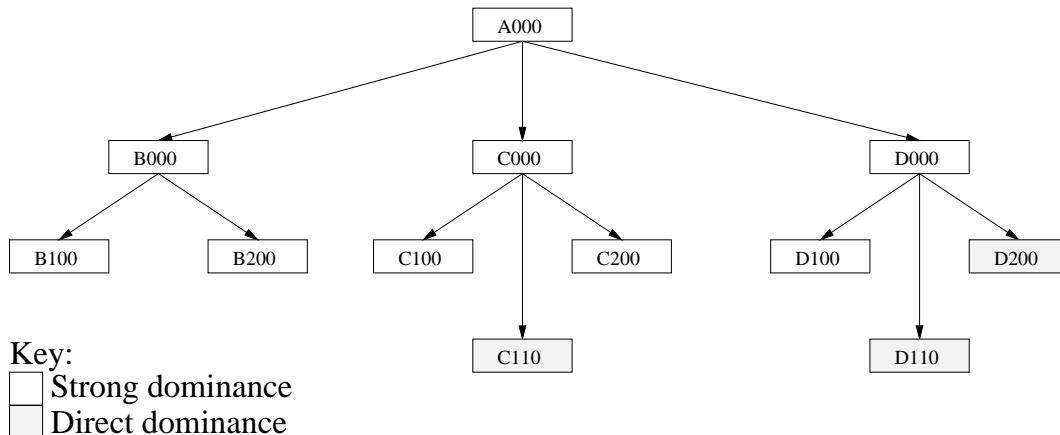 A000
B000
C000
D000
B100
B200
C100
C200
D100
D200
C110
D110
Key:
Strong dominance
Direct dominance